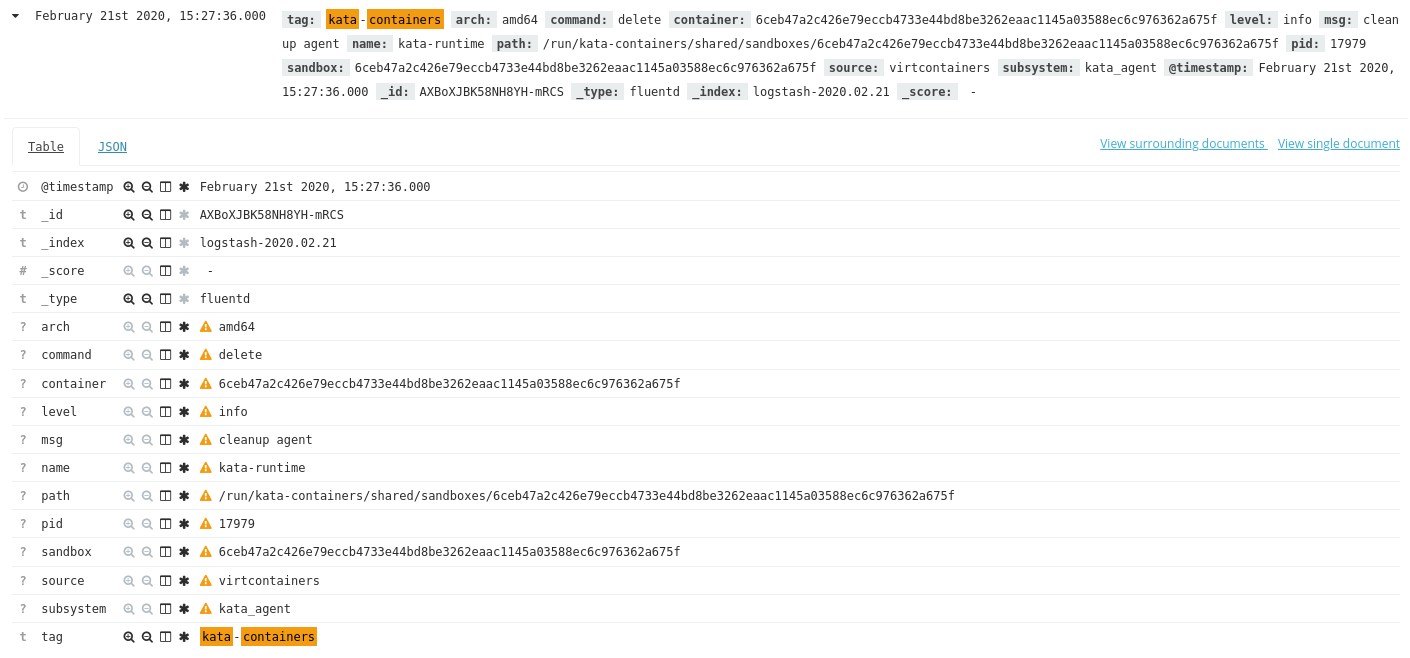 February 21st 2020, 15:27:36.000 tag: kata-containers arch: amd64 command: delete container: 6ceb47a2c426e79eccb4733e44bd8be3262eaac1145a03588ec6c976362a675f level: info msg: clean
up agent name: kata-runtime path: /run/kata-containers/shared/sandboxes/6ceb47a2c426e79eccb4733e44bd8be3262eaac1145a03588ec6c976362a675f pid: 17979
sandbox: 6ceb47a2c426e79eccb4733e44bd8be3262eaac1145a03588ec6c976362a675f source: virtcontainers subsystem: kata_agent @timestamp: February 21st 2020,
15:27:36.000 _id: AXBoXJBK58NH8YH-mRCS _type: fluentd _index: logstash-2020.02.21 _score: -
Table JSON View surrounding documents View single document
@timestamp February 21st 2020, 15:27:36.000
t _id AXBoXJBK58NH8YH-mRCS
t _index logstash-2020.02.21
# _score -
t _type fluentd
? arch amd64
? command delete
? container 6ceb47a2c426e79eccb4733e44bd8be3262eaac1145a03588ec6c976362a675f
? level info
? msg cleanup agent
? name kata-runtime
? path /run/kata-containers/shared/sandboxes/6ceb47a2c426e79eccb4733e44bd8be3262eaac1145a03588ec6c976362a675f
? pid 17979
? sandbox 6ceb47a2c426e79eccb4733e44bd8be3262eaac1145a03588ec6c976362a675f
? source virtcontainers
? subsystem kata_agent
t tag kata-containers